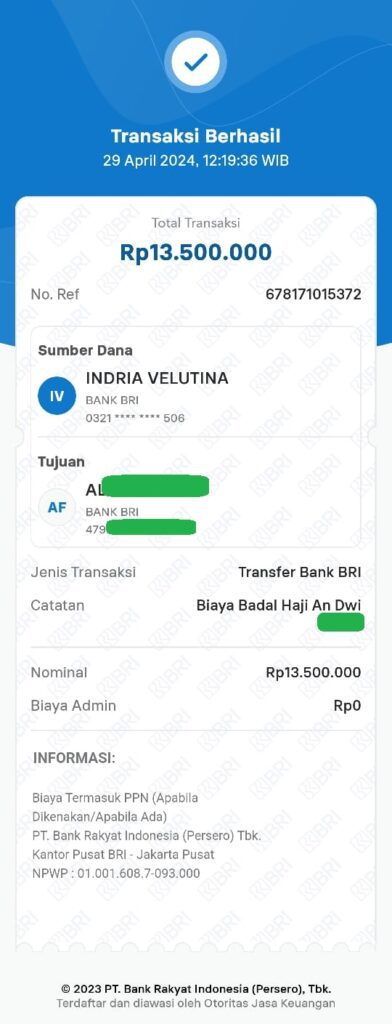 Transaksi Berhasil
29 April 2024, 12:19:36 WIB
Total Transaksi
Rp13.500.000
No. Ref 678171015372
Sumber Dana
IV
INDRIA VELUTINA
BANK BRI
0321 **** **** 506
Tujuan
AF
AL
BANK BRI
479
Jenis Transaksi Transfer Bank BRI
Catatan Biaya Badal Haji An Dwi
Nominal Rp13.500.000
Biaya Admin Rp0
INFORMASI:
Biaya Termasuk PPN (Apabila
Dikenakan/Apabila Ada)
PT. Bank Rakyat Indonesia (Persero) Tbk.
Kantor Pusat BRI - Jakarta Pusat
NPWP : 01.001.608.7-093.000
© 2023 PT. Bank Rakyat Indonesia (Persero), Tbk.
Terdaftar dan diawasi oleh Otoritas Jasa Keuangan